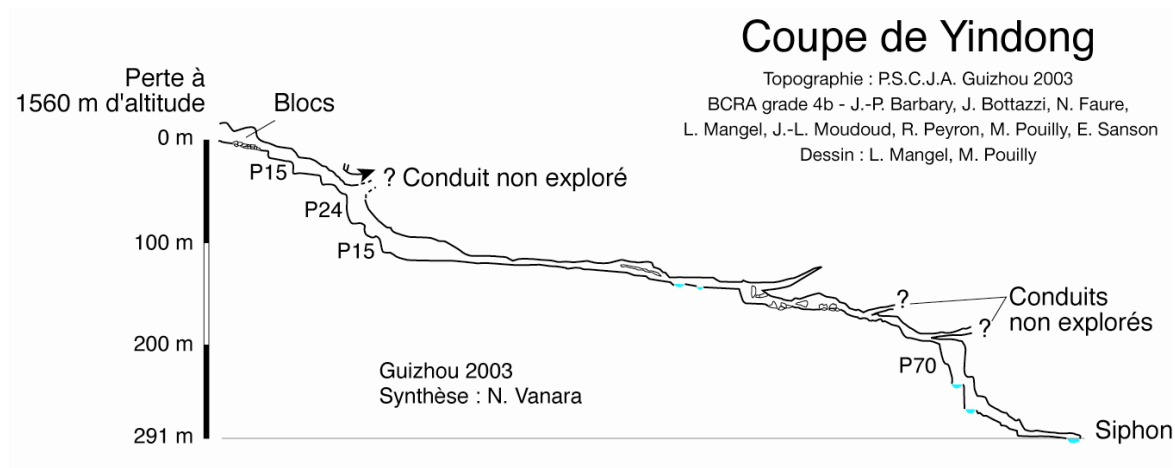 Coupe de Yindong
Topographie : P.S.C.J.A. Guizhou 2003
BCRA grade 4b - J.-P. Barbary, J. Bottazzi, N. Faure,
L. Mangel, J.-L. Moudoud, R. Peyron, M. Pouilly, E. Sanson
Dessin : L. Mangel, M. Pouilly
Perte à
1560 m d'altitude
Blocs
0 m
P15
? Conduit non exploré
P24
P15
100 m
?
Conduits
non explorés
?
200 m
P70
Guizhou 2003
Synthèse : N. Vanara
291 m
Siphon